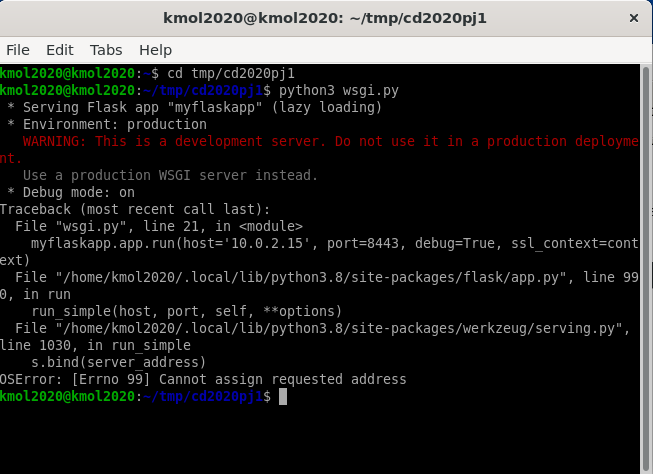 kmol2020@kmol2020: ~/tmp/cd2020pj1
×
File Edit Tabs Help
kmol2020@kmol2020:~$ cd tmp/cd2020pj1
kmol2020@kmol2020:~/tmp/cd2020pj1$ python3 wsgi.py
* Serving Flask app "myflaskapp" (lazy loading)
* Environment: production
WARNING: This is a development server. Do not use it in a production deployme
nt.
Use a production WSGI server instead.
* Debug mode: on
Traceback (most recent call last):
File "wsgi.py", line 21, in <module>
myflaskapp.app.run(host='10.0.2.15', port=8443, debug=True, ssl_context=cont
ext)
File "/home/kmol2020/.local/lib/python3.8/site-packages/flask/app.py", line 99
0, in run
run_simple(host, port, self, **options)
File "/home/kmol2020/.local/lib/python3.8/site-packages/werkzeug/serving.py",
line 1030, in run_simple
s.bind(server_address)
OSError: [Errno 99] Cannot assign requested address
kmol2020@kmol2020:~/tmp/cd2020pj1$